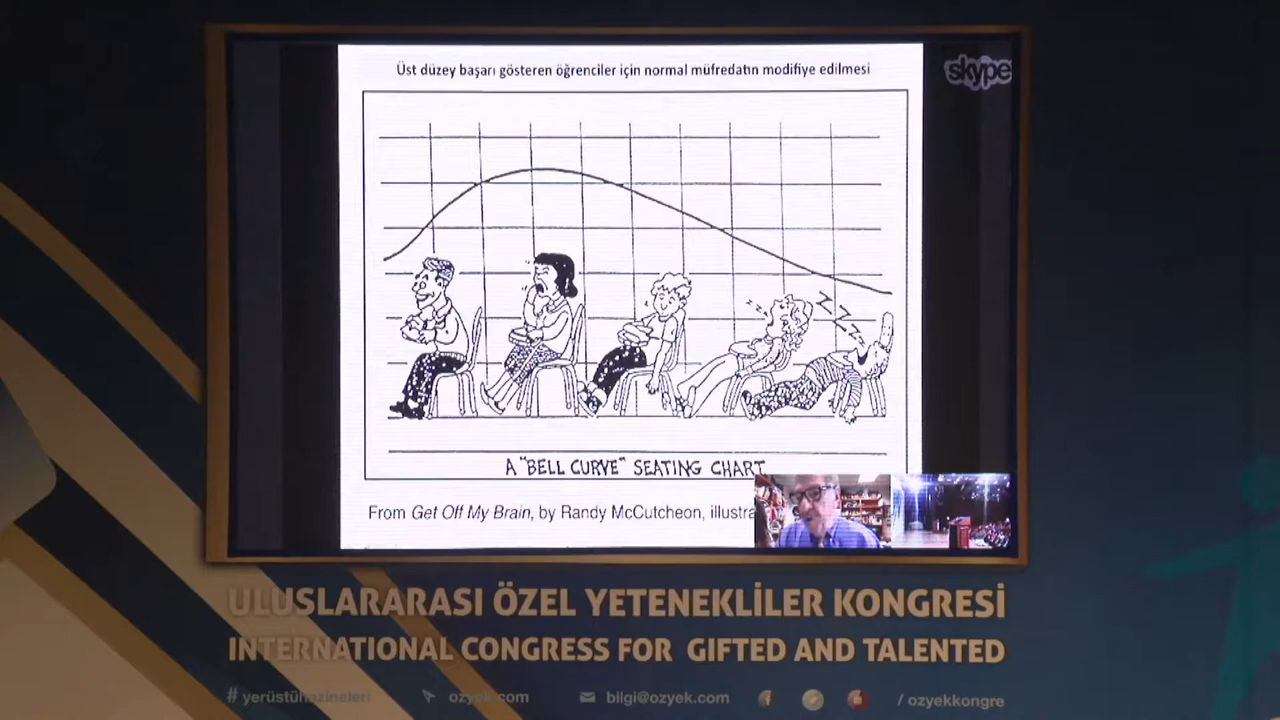 Üst düzey başarı gösteren öğrenciler için normal müfredatın modifiye edilmesi
skype
z z z
Z Z Z Z
A "BELL CURVE" SEATING CHART
From Get Off My Brain, by Randy McCutcheon, illustra
ULUSLARARASI ÖZEL YETENEKLİLER KONGRESİ
INTERNATIONAL CONGRESS FOR GIFTED AND TALENTED
# yerüstühazineleri ozyek.com bilgi@ozyek.com / ozyekkongre